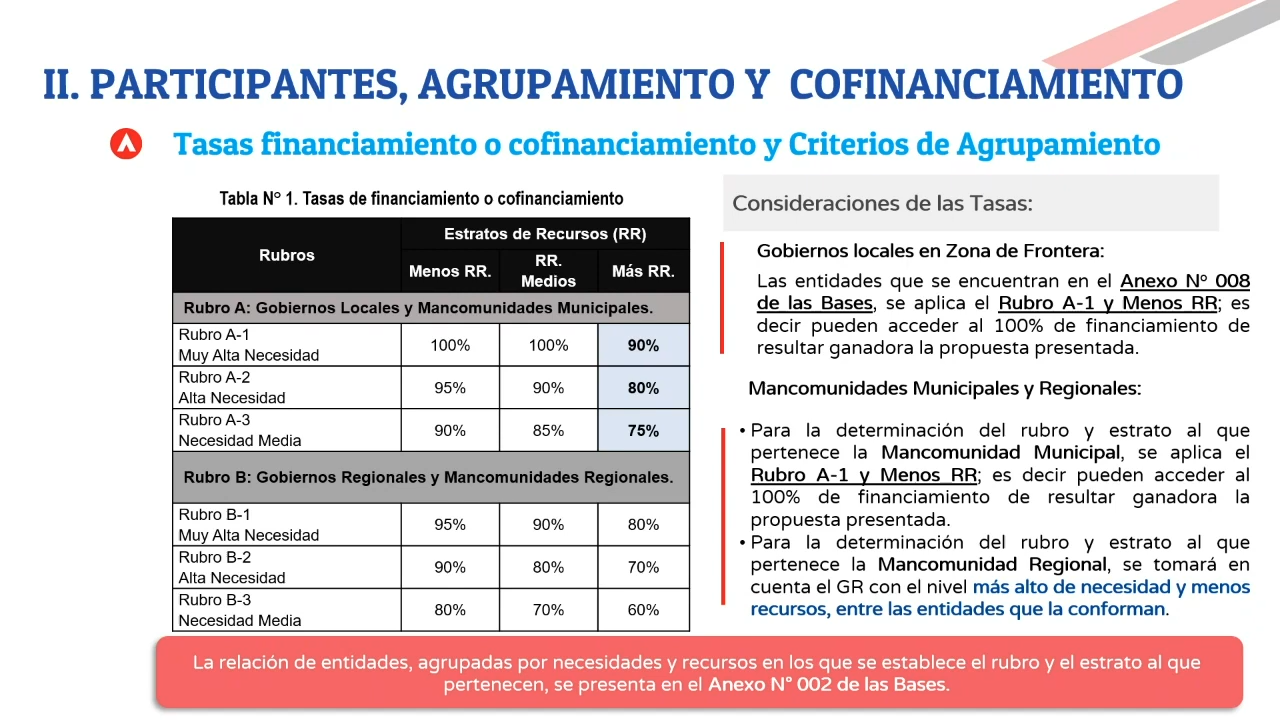 II. PARTICIPANTES, AGRUPAMIENTO Y COFINANCIAMIENTO
Tasas financiamiento o cofinanciamiento y Criterios de Agrupamiento
Tabla N° 1. Tasas de financiamiento o cofinanciamiento
Rubros
Estratos de Recursos (RR)
Menos RR.
RR.
Medios
Más RR.
Rubro A: Gobiernos Locales y Mancomunidades Municipales.
Rubro A-1
Muy Alta Necesidad
100%
100%
90%
Rubro A-2
Alta Necesidad
95%
90%
80%
Rubro A-3
Necesidad Media
90%
85%
75%
Rubro B: Gobiernos Regionales y Mancomunidades Regionales.
Rubro B-1
Muy Alta Necesidad
95%
90%
80%
Rubro B-2
Alta Necesidad
90%
80%
70%
Rubro B-3
Necesidad Media
80%
70%
60%
Consideraciones de las Tasas:
Gobiernos locales en Zona de Frontera:
Las entidades que se encuentran en el Anexo N° 008
de las Bases, se aplica el Rubro A-1 y Menos RR; es
decir pueden acceder al 100% de financiamiento de
resultar ganadora la propuesta presentada.
Mancomunidades Municipales y Regionales:
• Para la determinación del rubro y estrato al que
pertenece la Mancomunidad Municipal, se aplica el
Rubro A-1 y Menos RR; es decir pueden acceder al
100% de financiamiento de resultar ganadora la
propuesta presentada.
• Para la determinación del rubro y estrato al que
pertenece la Mancomunidad Regional, se tomará en
cuenta el GR con el nivel más alto de necesidad y menos
recursos, entre las entidades que la conforman.
La relación de entidades, agrupadas por necesidades y recursos en los que se establece el rubro y el estrato al que
pertenecen, se presenta en el Anexo N° 002 de las Bases.